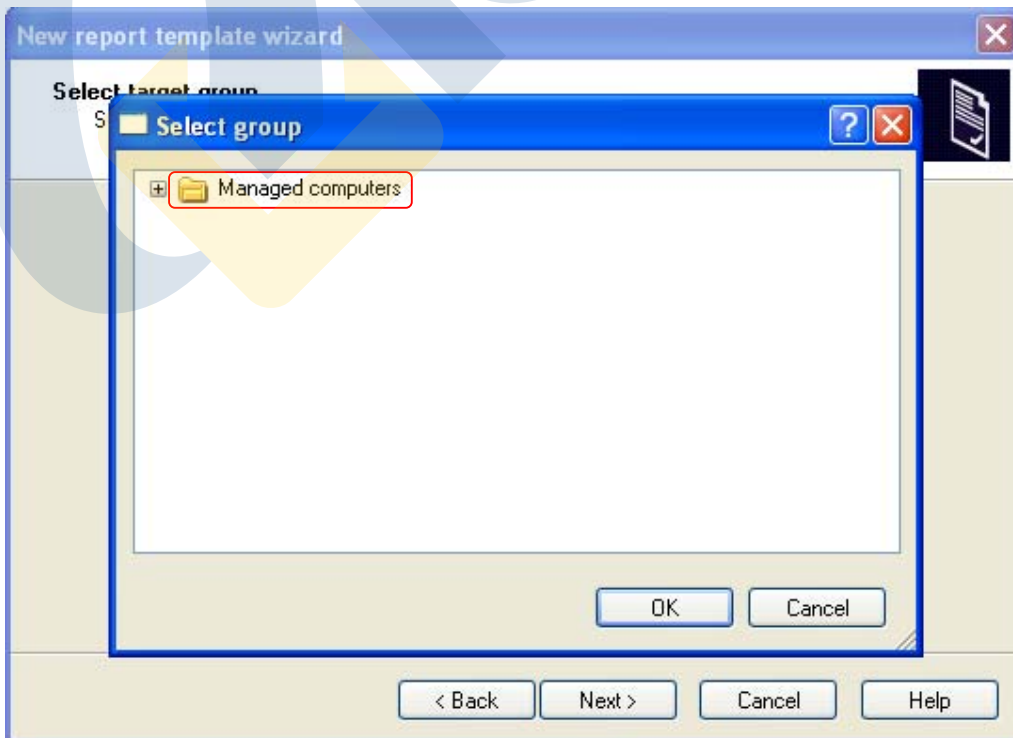 New report template wizard
Select target group
S
Select group
Managed computers
OK
Cancel
< Back
Next >
Cancel
Help